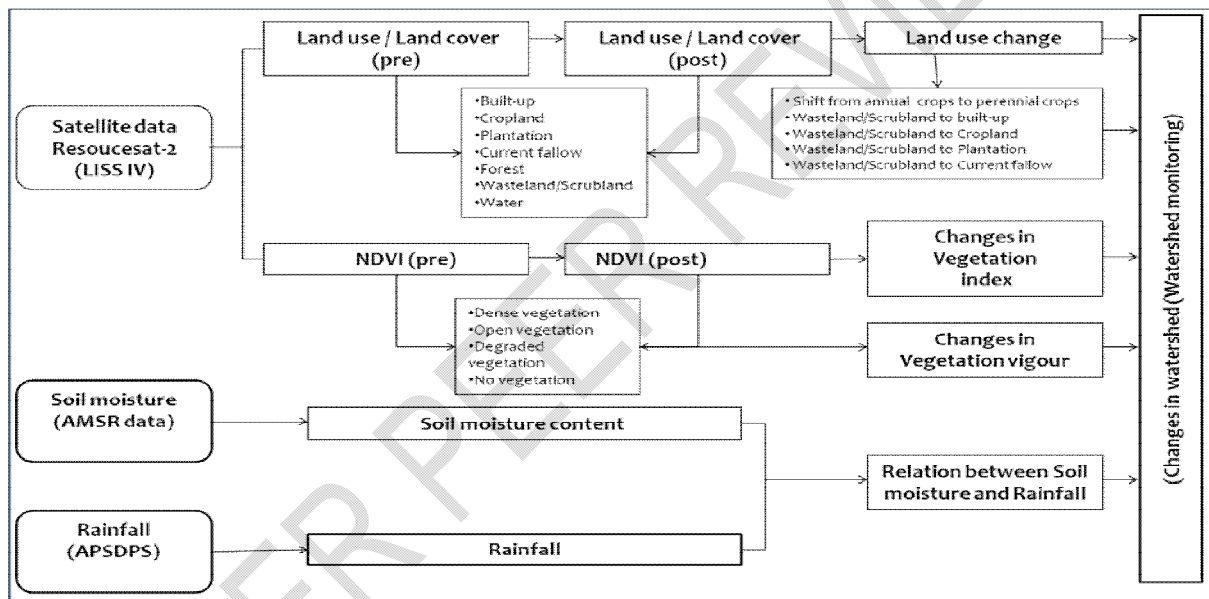 Land use / Land cover
(pre)
Land use / Land cover
(post)
Land use change
Satellite data
Resoucesat-2
(LISS IV)
•Built-up
•Cropland
•Plantation
•Current fallow
•Forest
•Wasteland/Scrubland
•Water
•Shift from annual crops to perennial crops
•Wasteland/Scrubland to built-up
•Wasteland/Scrubland to Cropland
•Wasteland/Scrubland to Plantation
•Wasteland/Scrubland to Current fallow
NDVI (pre)
NDVI (post)
Changes in
Vegetation
index
•Dense vegetation
•Open vegetation
•Degraded
vegetation
•No vegetation
Changes in
Vegetation vigour
Soil moisture
(AMSR data)
Soil moisture content
Relation between Soil
moisture and Rainfall
Rainfall
(APSDPS)
Rainfall
(Changes in watershed (Watershed monitoring)
PEER REVIEW